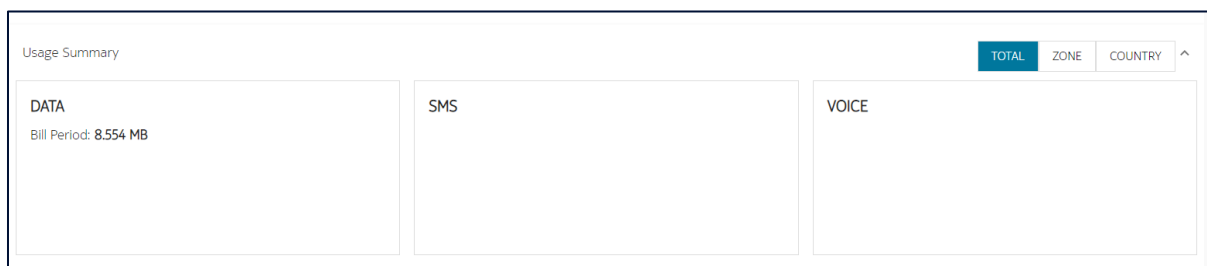 Usage Summary
TOTAL ZONE COUNTRY
DATA
Bill Period: 8.554 MB
SMS
VOICE